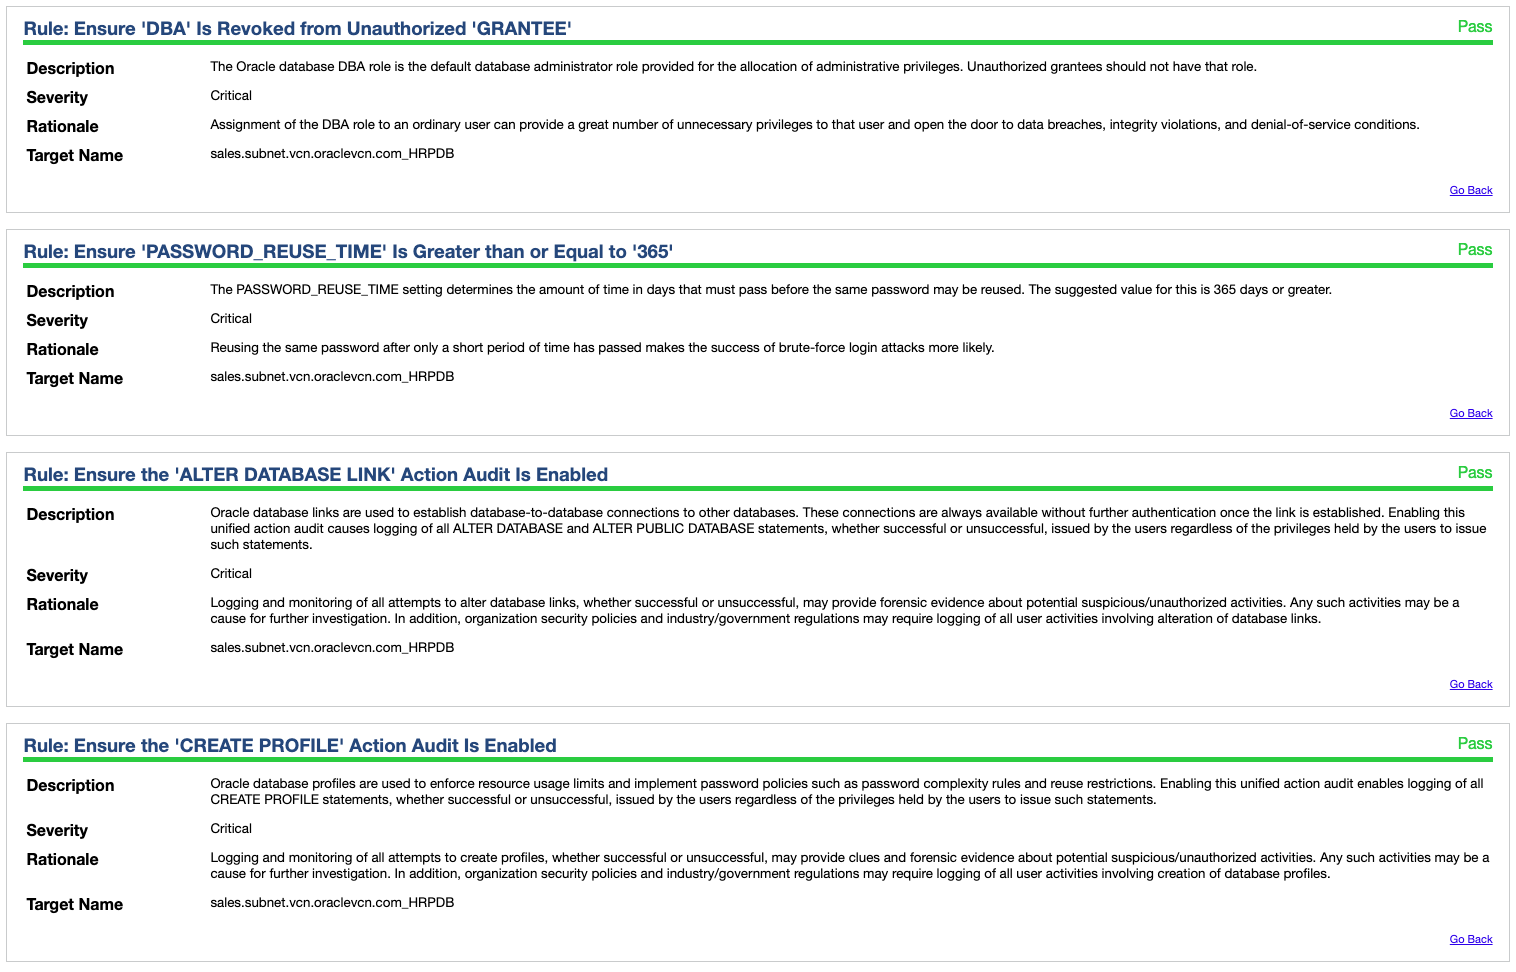 Rule: Ensure 'DBA' Is Revoked from Unauthorized 'GRANTEE' Pass
Description The Oracle database DBA role is the default database administrator role provided for the allocation of administrative privileges. Unauthorized grantees should not have that role.
Severity Critical
Rationale Assignment of the DBA role to an ordinary user can provide a great number of unnecessary privileges to that user and open the door to data breaches, integrity violations, and denial-of-service conditions.
Target Name sales.subnet.vcn.oraclevcn.com_HRPDB
Go Back
Rule: Ensure 'PASSWORD_REUSE_TIME' Is Greater than or Equal to '365' Pass
Description The PASSWORD_REUSE_TIME setting determines the amount of time in days that must pass before the same password may be reused. The suggested value for this is 365 days or greater.
Severity Critical
Rationale Reusing the same password after only a short period of time has passed makes the success of brute-force login attacks more likely.
Target Name sales.subnet.vcn.oraclevcn.com_HRPDB
Go Back
Rule: Ensure the 'ALTER DATABASE LINK' Action Audit Is Enabled Pass
Description Oracle database links are used to establish database-to-database connections to other databases. These connections are always available without further authentication once the link is established. Enabling this
unified action audit causes logging of all ALTER DATABASE and ALTER PUBLIC DATABASE statements, whether successful or unsuccessful, issued by the users regardless of the privileges held by the users to issue
such statements.
Severity Critical
Rationale Logging and monitoring of all attempts to alter database links, whether successful or unsuccessful, may provide forensic evidence about potential suspicious/unauthorized activities. Any such activities may be a
cause for further investigation. In addition, organization security policies and industry/government regulations may require logging of all user activities involving alteration of database links.
Target Name sales.subnet.vcn.oraclevcn.com_HRPDB
Go Back
Rule: Ensure the 'CREATE PROFILE' Action Audit Is Enabled Pass
Description Oracle database profiles are used to enforce resource usage limits and implement password policies such as password complexity rules and reuse restrictions. Enabling this unified action audit enables logging of all
CREATE PROFILE statements, whether successful or unsuccessful, issued by the users regardless of the privileges held by the users to issue such statements.
Severity Critical
Rationale Logging and monitoring of all attempts to create profiles, whether successful or unsuccessful, may provide clues and forensic evidence about potential suspicious/unauthorized activities. Any such activities may be a
cause for further investigation. In addition, organization security policies and industry/government regulations may require logging of all user activities involving creation of database profiles.
Target Name sales.subnet.vcn.oraclevcn.com_HRPDB
Go Back